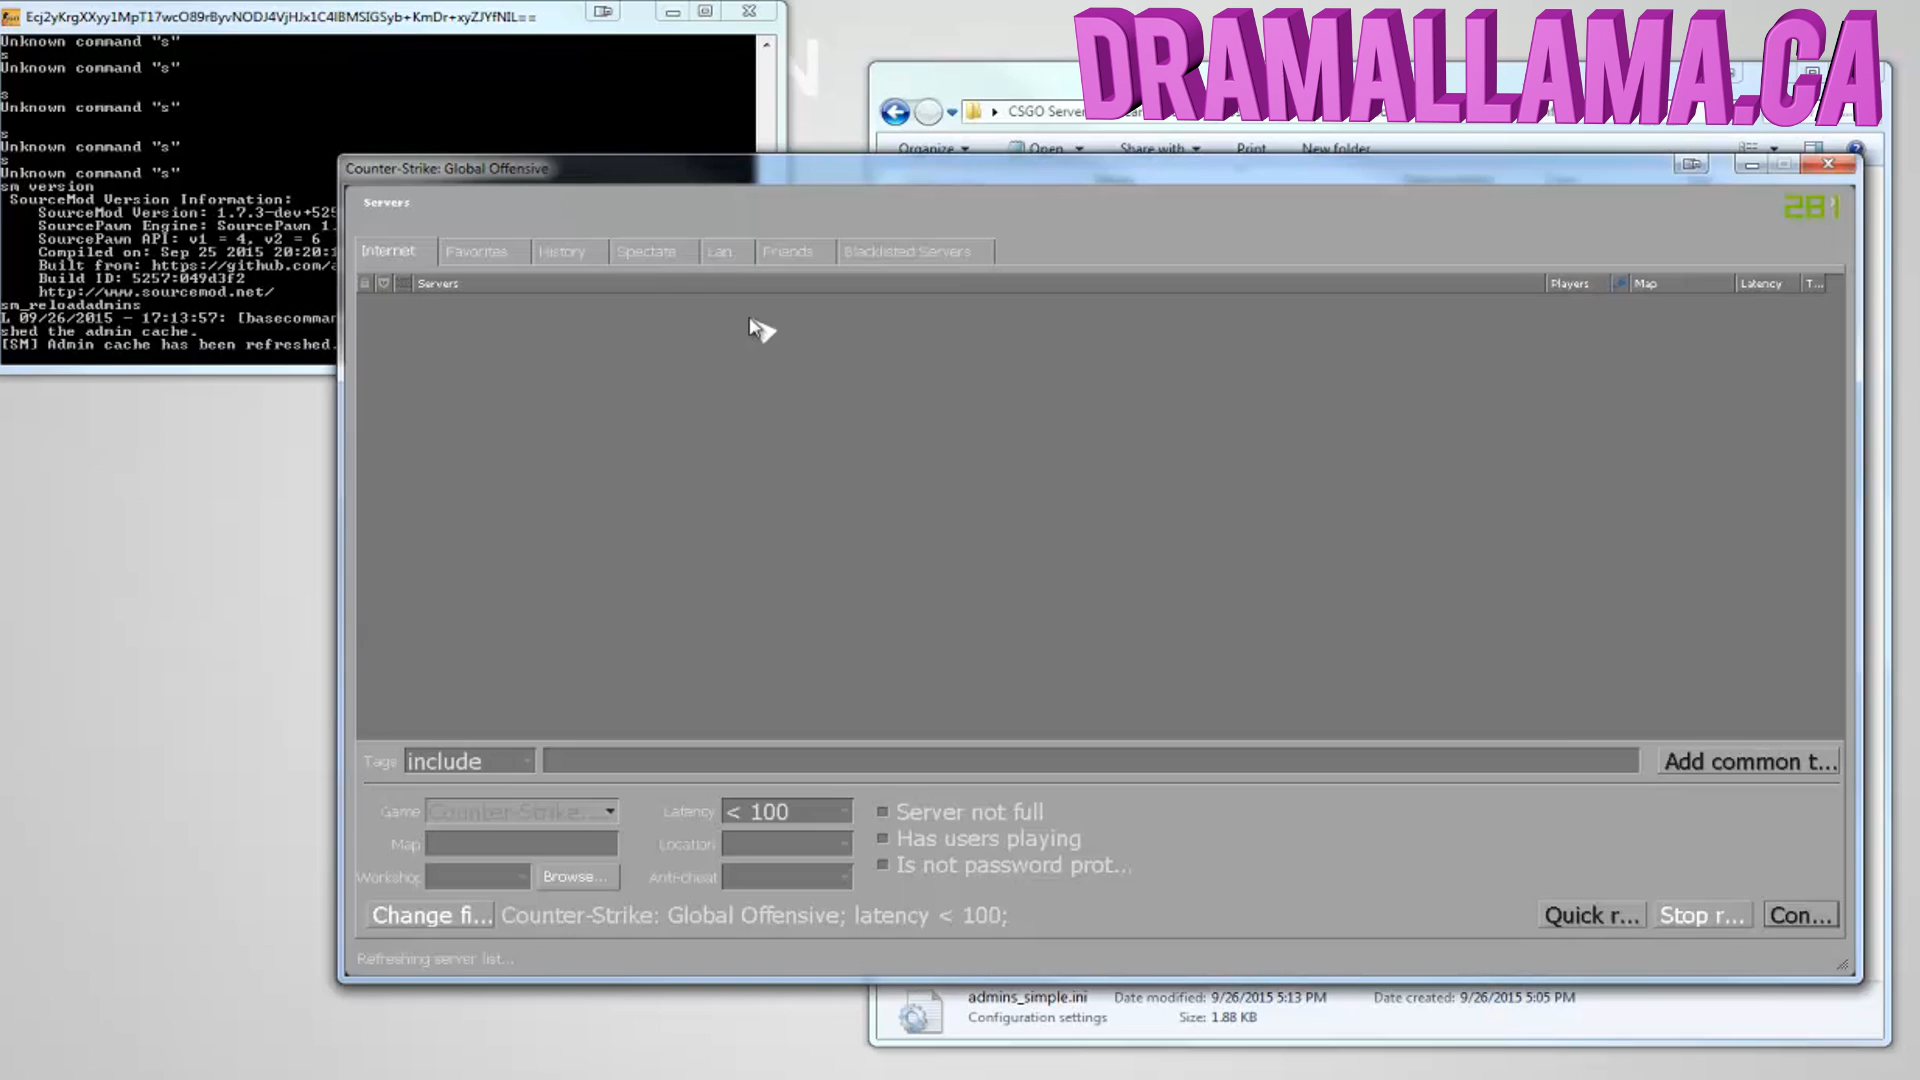 Ecj2yKrgXXyy1MpT17wcO89rByvNODJ4VjHJx1C4lBMSIGSyb+KmDr+xyZJYfNIL==
Unknown command "s"
s
Unknown command "s"
s
Unknown command "s"
s
Unknown command "s"
s
Unknown command "s"
sm version
SourceMod Version Information:
SourceMod Version: 1.7.3-dev+525
SourcePawn Engine: SourcePawn 1.
SourcePawn API: v1 = 4, v2 = 6
Compiled on: Sep 25 2015 20:20:
Built from: https://github.com/a
Build ID: 5257:049d3f2
http://www.sourcemod.net/
sm_reloadadmins
L 09/26/2015 - 17:13:57: [basecomman
shed the admin cache.
[SM] Admin cache has been refreshed.
N
DRAMALLAMA.CA
CSGO Server
Organize Open Share with Print New folder
Counter-Strike: Global Offensive
Servers
281
Internet Favorites History Spectate Lan Friends Blacklisted Servers
Servers Players Map Latency T...
Tags include Add common t...
Game Counter-Strike:... Latency < 100 Server not full
Map Location Has users playing
Workshop Browse... Anti-cheat Is not password prot...
Change fi... Counter-Strike: Global Offensive; latency < 100; Quick r... Stop r... Con...
Refreshing server list...
admins_simple.ini Date modified: 9/26/2015 5:13 PM Date created: 9/26/2015 5:05 PM
Configuration settings Size: 1.88 KB